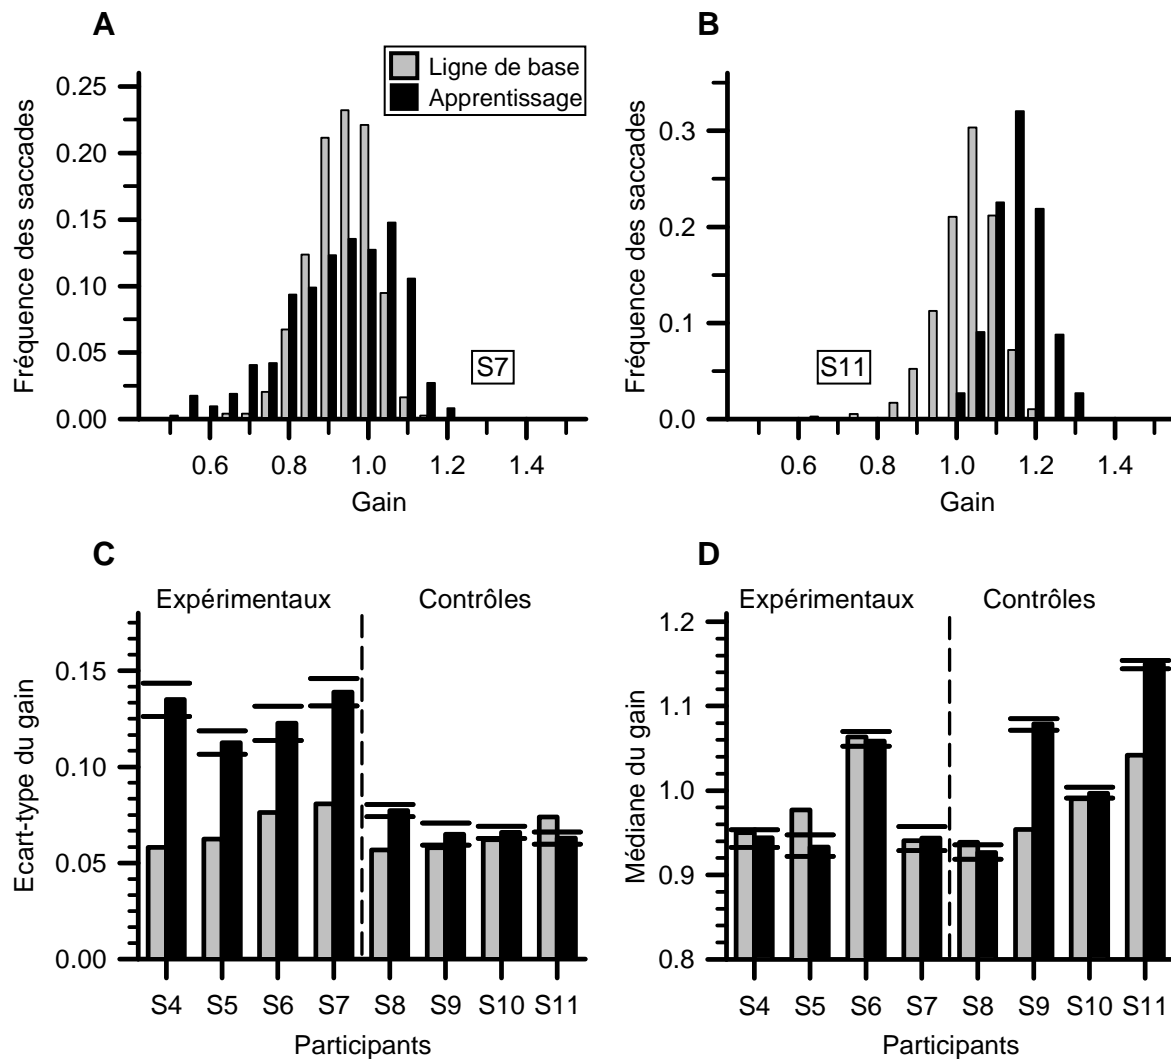 A
Ligne de base
Apprentissage
Fréquence des saccades
0.25
0.20
0.15
0.10
0.05
0.00
S7
0.6 0.8 1.0 1.2 1.4
Gain
B
Fréquence des saccades
0.3
0.2
0.1
0.0
S11
0.6 0.8 1.0 1.2 1.4
Gain
C
Expérimentaux Contrôles
Ecart-type du gain
0.15
0.10
0.05
0.00
S4 S5 S6 S7 S8 S9 S10 S11
Participants
D
Expérimentaux Contrôles
Médiane du gain
1.2
1.1
1.0
0.9
0.8
S4 S5 S6 S7 S8 S9 S10 S11
Participants